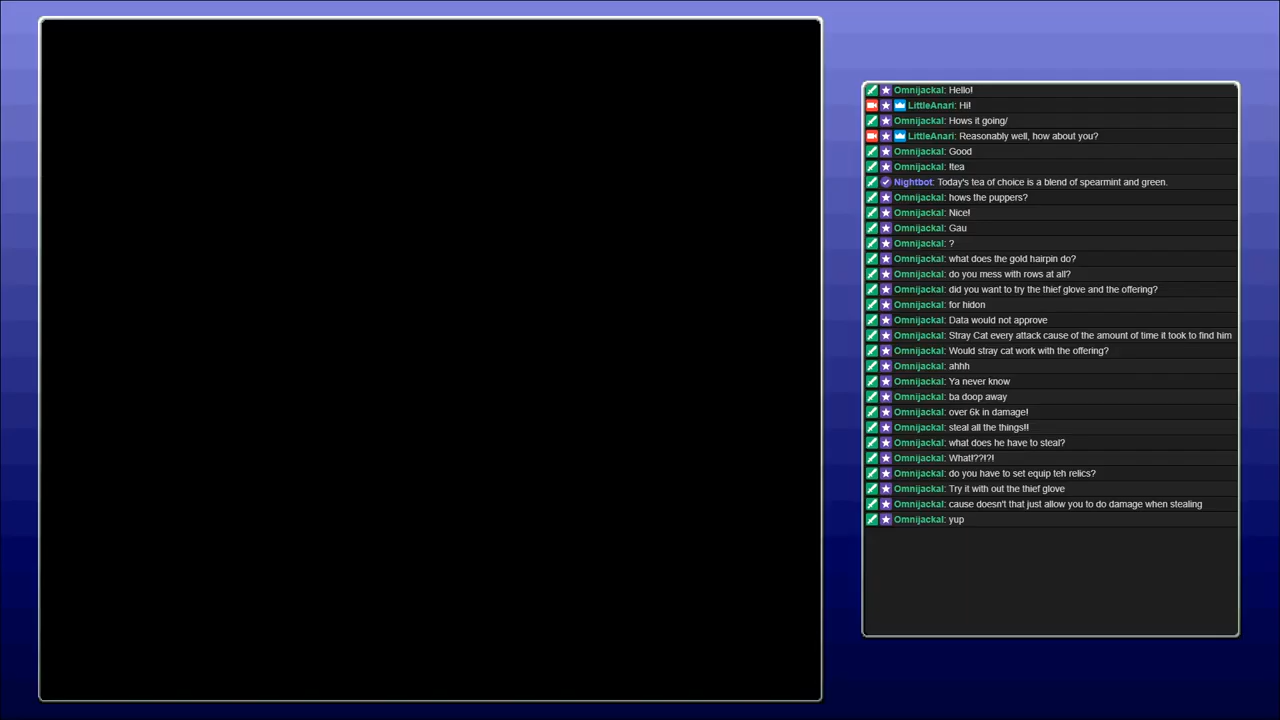 Omnijackal: Hello!
LittleAnari: Hi!
Omnijackal: Hows it going/
LittleAnari: Reasonably well, how about you?
Omnijackal: Good
Omnijackal: !tea
Nightbot: Today's tea of choice is a blend of spearmint and green.
Omnijackal: hows the puppers?
Omnijackal: Nice!
Omnijackal: Gau
Omnijackal: ?
Omnijackal: what does the gold hairpin do?
Omnijackal: do you mess with rows at all?
Omnijackal: did you want to try the thief glove and the offering?
Omnijackal: for hidon
Omnijackal: Data would not approve
Omnijackal: Stray Cat every attack cause of the amount of time it took to find him
Omnijackal: Would stray cat work with the offering?
Omnijackal: ahhh
Omnijackal: Ya never know
Omnijackal: ba doop away
Omnijackal: over 6k in damage!
Omnijackal: steal all the things!!
Omnijackal: what does he have to steal?
Omnijackal: What!??!?!
Omnijackal: do you have to set equip teh relics?
Omnijackal: Try it with out the thief glove
Omnijackal: cause doesn't that just allow you to do damage when stealing
Omnijackal: yup